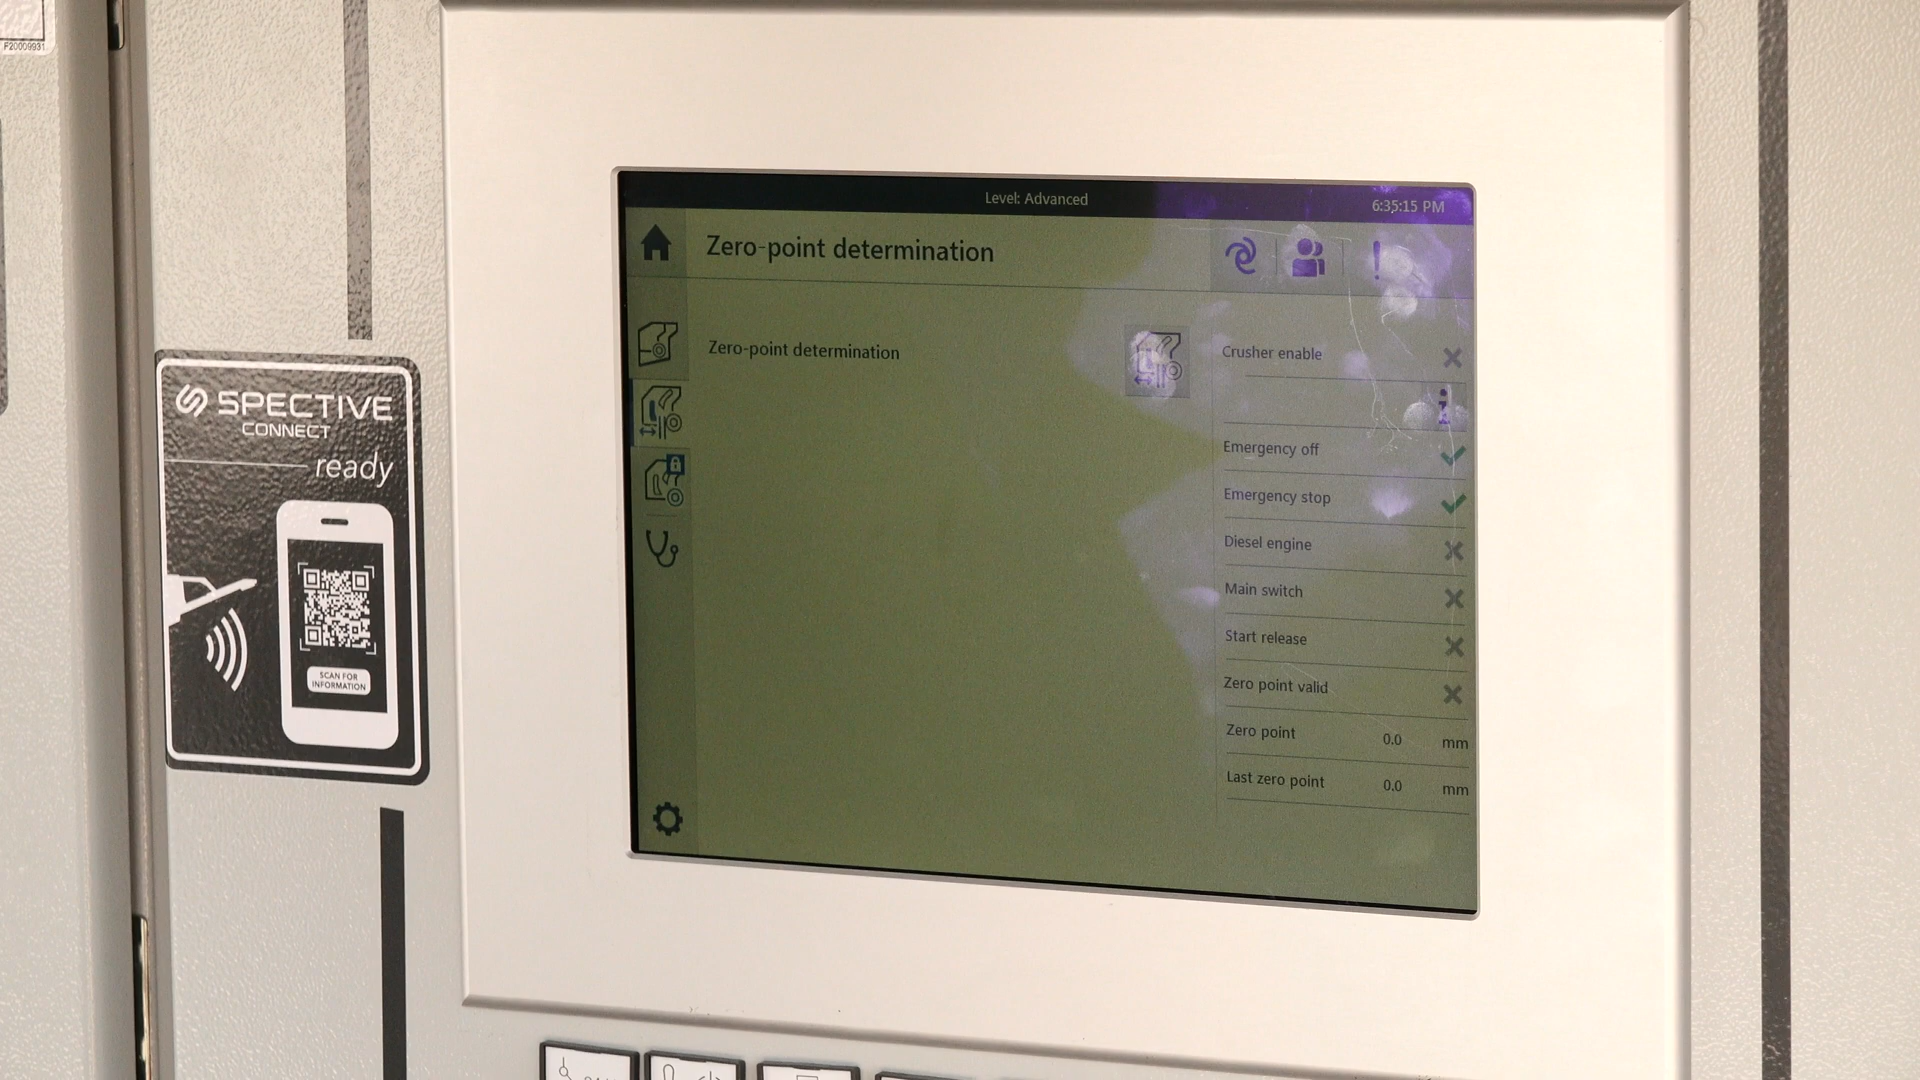 F20009931
SPECTIVE
CONNECT
ready
SCAN FOR
INFORMATION
Level: Advanced
6:35:15 PM
Zero-point determination
Zero-point determination
Crusher enable
Emergency off
Emergency stop
Diesel engine
Main switch
Start release
Zero point valid
Zero point 0.0 mm
Last zero point 0.0 mm